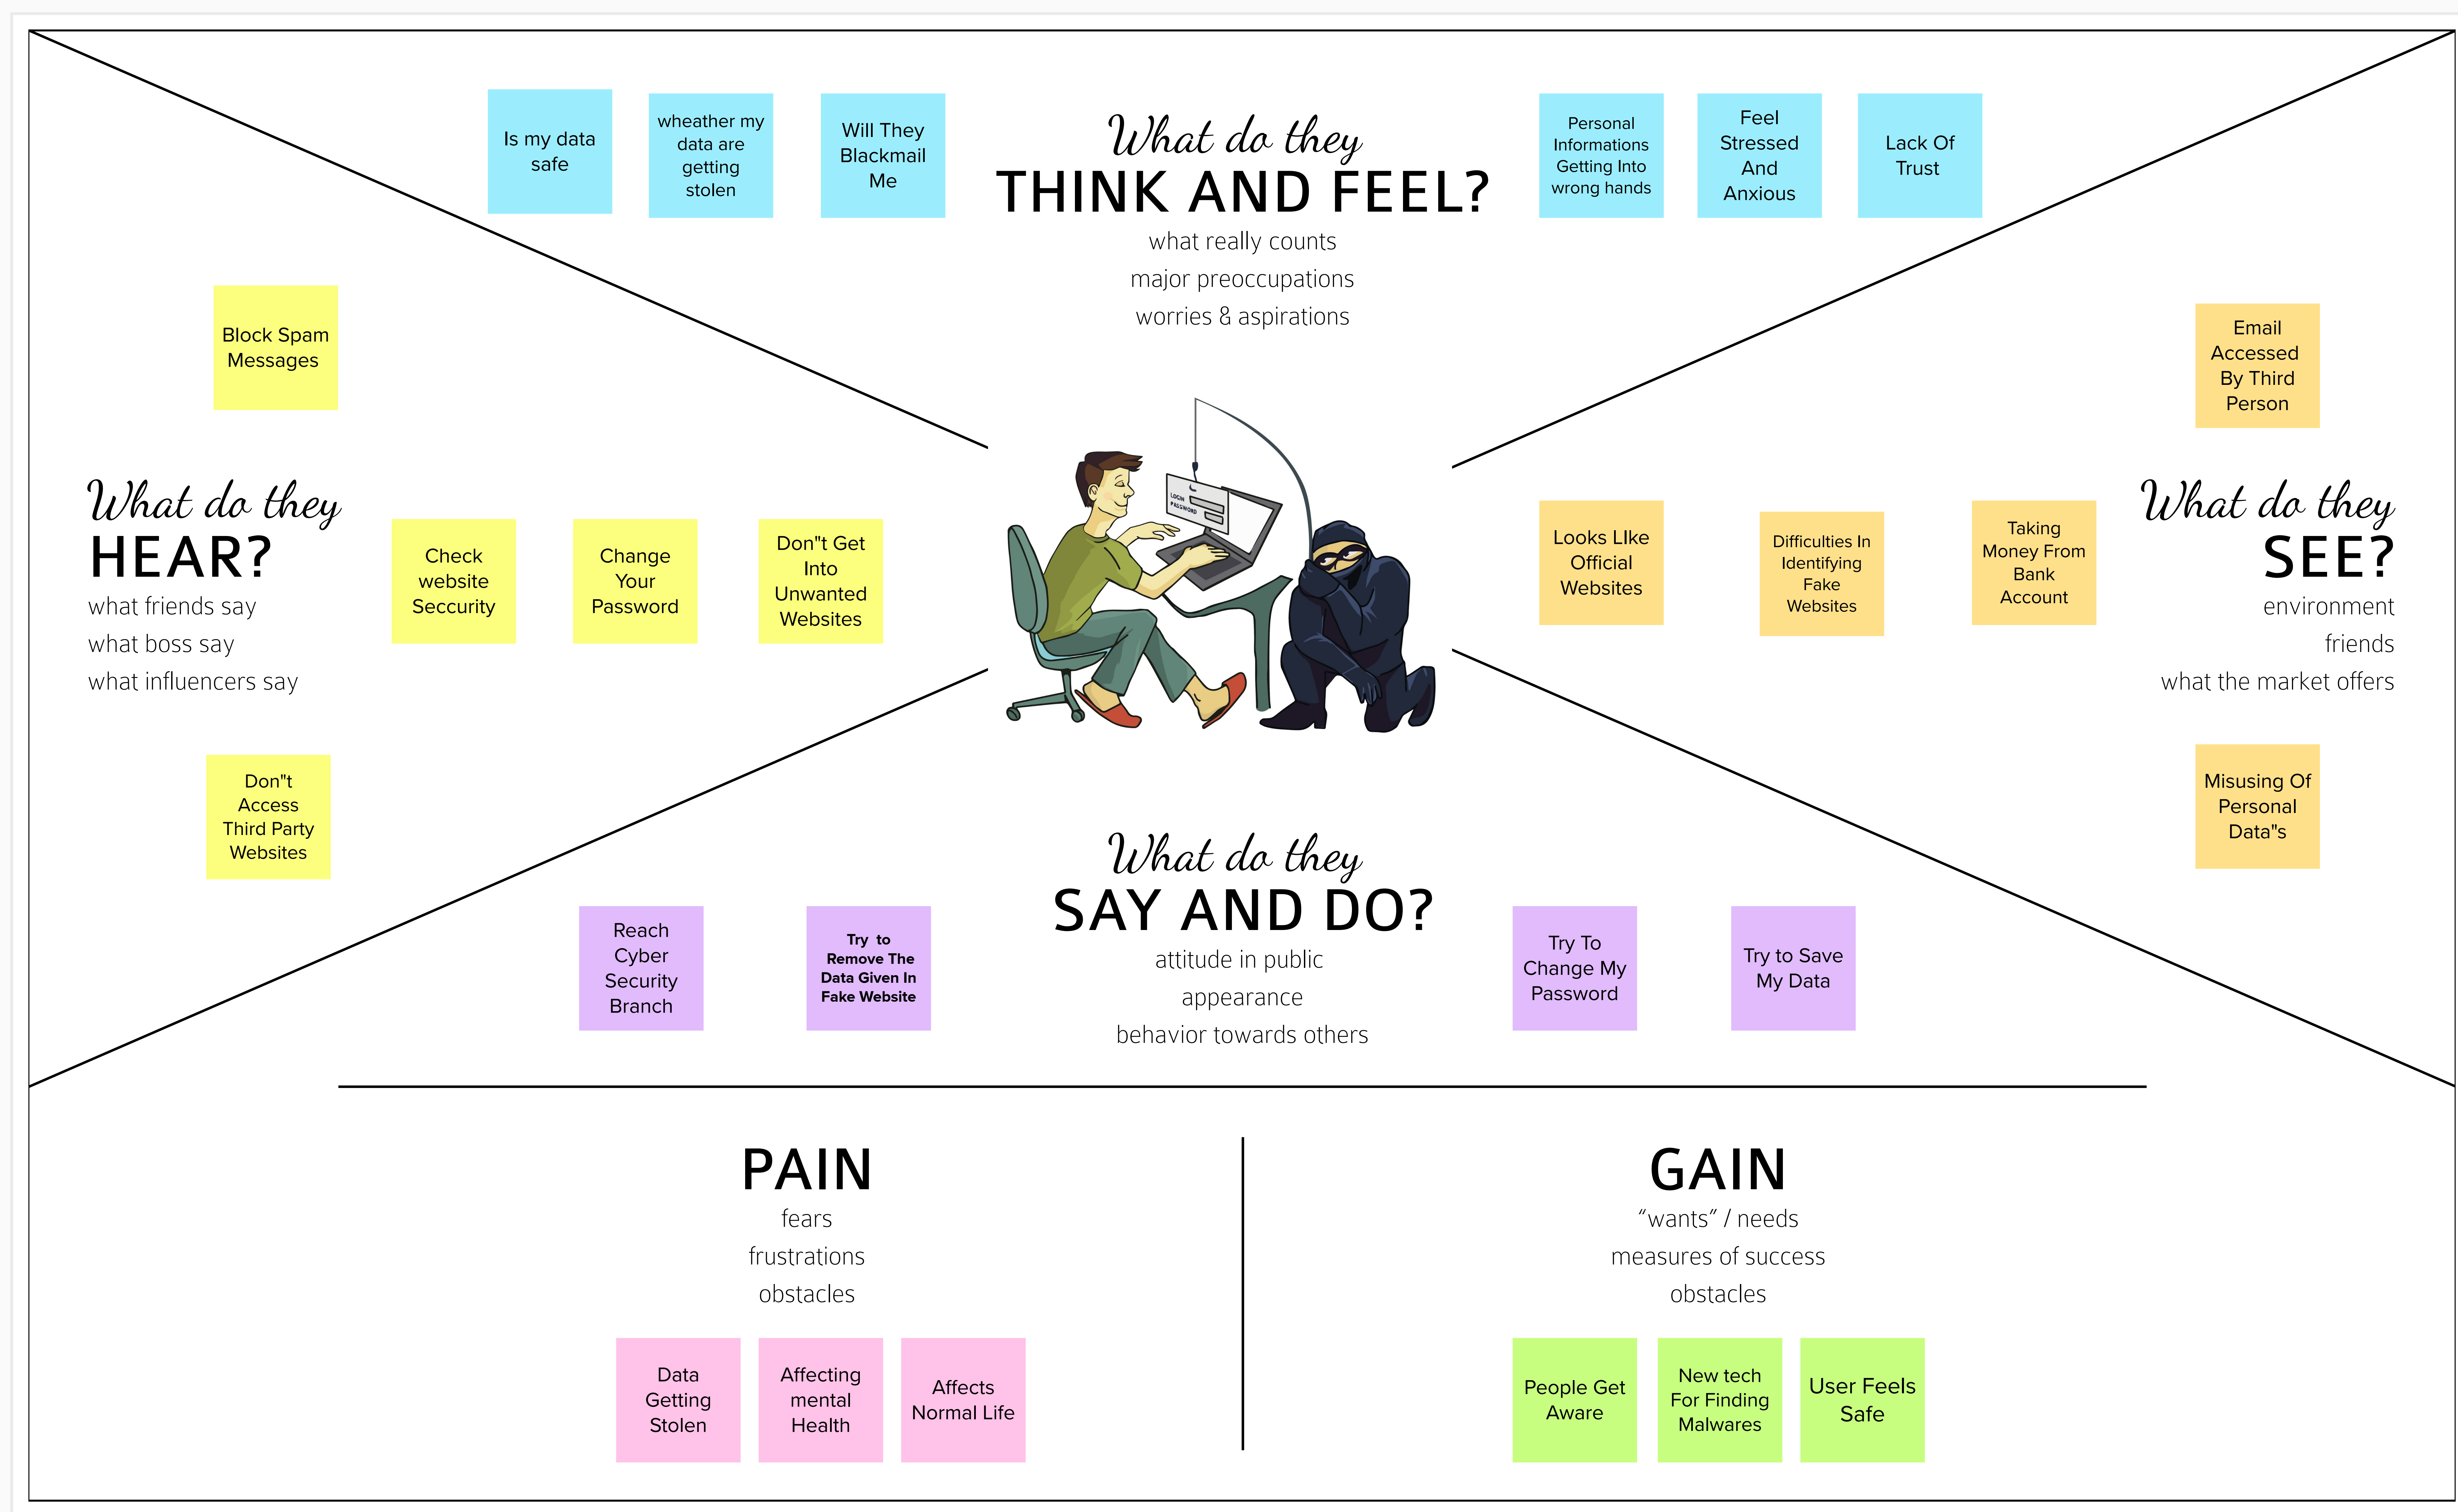 Is my data
safe
wheather my
data are
getting
stolen
Will They
Blackmail
Me
What do they
THINK AND FEEL?
what really counts
major preoccupations
worries & aspirations
Personal
Informations
Getting Into
wrong hands
Feel
Stressed
And
Anxious
Lack Of
Trust
Block Spam
Messages
What do they
HEAR?
what friends say
what boss say
what influencers say
Check
website
Seccurity
Change
Your
Password
Don"t Get
Into
Unwanted
Websites
Don"t
Access
Third Party
Websites
LOGIN
PASSWORD
Looks LIke
Official
Websites
Difficulties In
Identifying
Fake
Websites
Taking
Money From
Bank
Account
Email
Accessed
By Third
Person
What do they
SEE?
environment
friends
what the market offers
Misusing Of
Personal
Data"s
Reach
Cyber
Security
Branch
Try to
Remove The
Data Given In
Fake Website
What do they
SAY AND DO?
attitude in public
appearance
behavior towards others
Try To
Change My
Password
Try to Save
My Data
PAIN
fears
frustrations
obstacles
Data
Getting
Stolen
Affecting
mental
Health
Affects
Normal Life
GAIN
“wants” / needs
measures of success
obstacles
People Get
Aware
New tech
For Finding
Malwares
User Feels
Safe